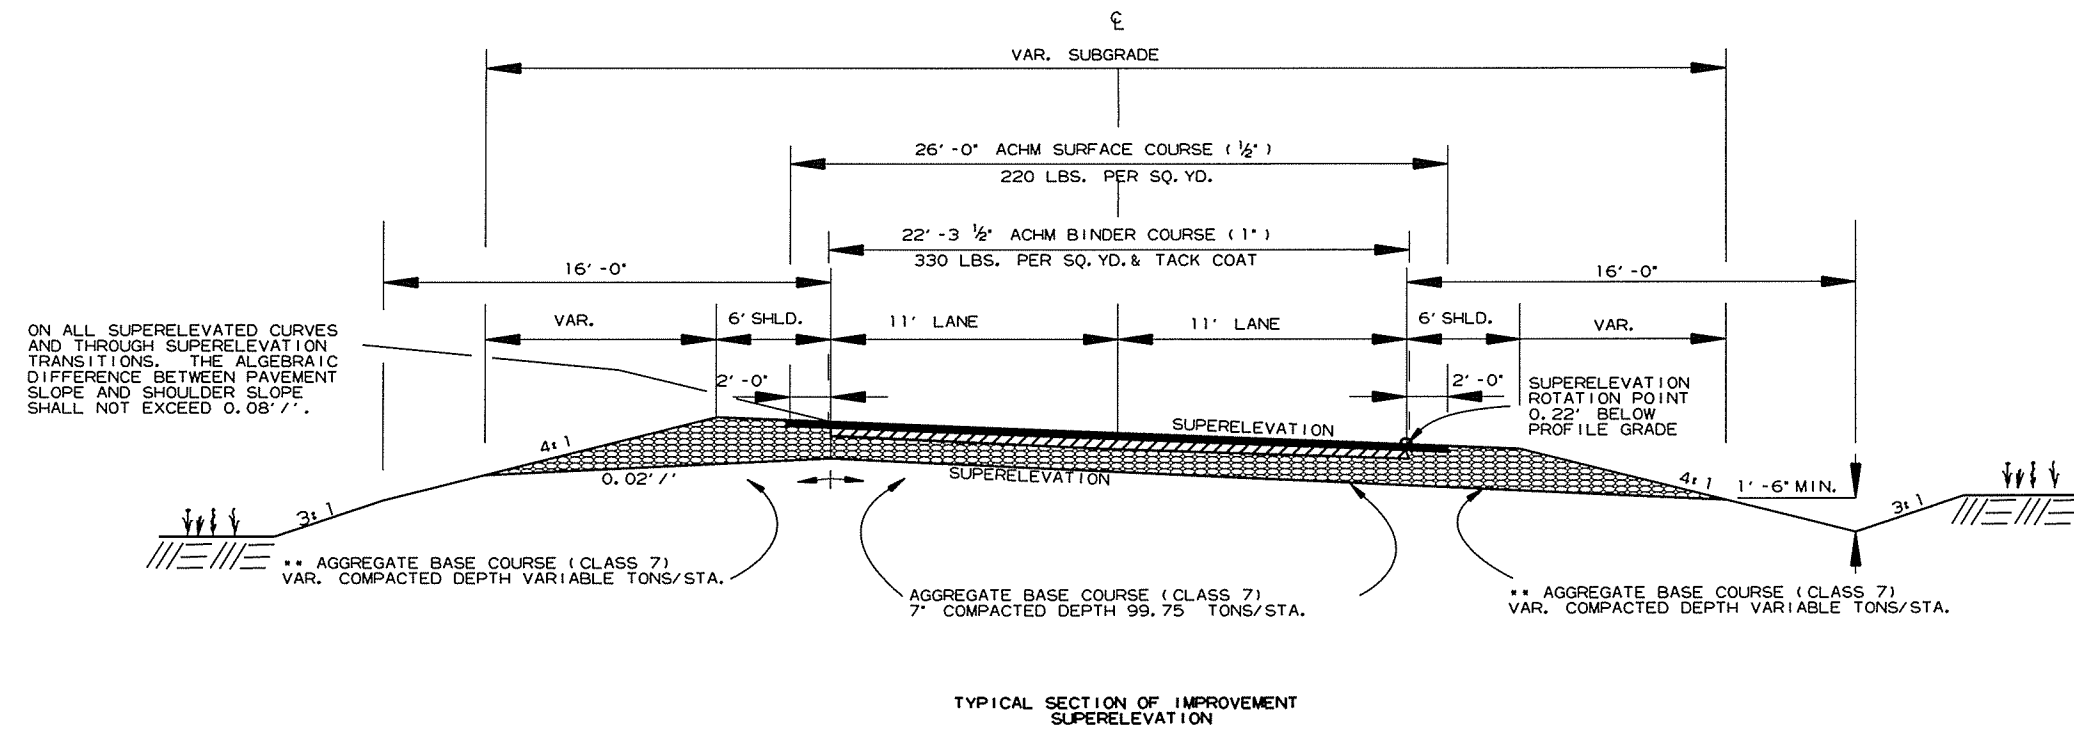 ℄
VAR. SUBGRADE
26'-0" ACHM SURFACE COURSE (½")
220 LBS. PER SQ.YD.
22'-3 ½" ACHM BINDER COURSE (1")
330 LBS. PER SQ.YD.& TACK COAT
16'-0"
16'-0"
VAR.
6' SHLD.
11' LANE
11' LANE
6' SHLD.
VAR.
ON ALL SUPERELEVATED CURVES
AND THROUGH SUPERELEVATION
TRANSITIONS. THE ALGEBRAIC
DIFFERENCE BETWEEN PAVEMENT
SLOPE AND SHOULDER SLOPE
SHALL NOT EXCEED 0.08'/'.
2'-0"
2'-0"
SUPERELEVATION
ROTATION POINT
0.22' BELOW
PROFILE GRADE
SUPERELEVATION
4:1
0.02'/'
SUPERELEVATION
4:1
1'-6" MIN.
3:1
3:1
** AGGREGATE BASE COURSE (CLASS 7)
VAR. COMPACTED DEPTH VARIABLE TONS/STA.
AGGREGATE BASE COURSE (CLASS 7)
7" COMPACTED DEPTH 99.75 TONS/STA.
** AGGREGATE BASE COURSE (CLASS 7)
VAR. COMPACTED DEPTH VARIABLE TONS/STA.
TYPICAL SECTION OF IMPROVEMENT
SUPERELEVATION